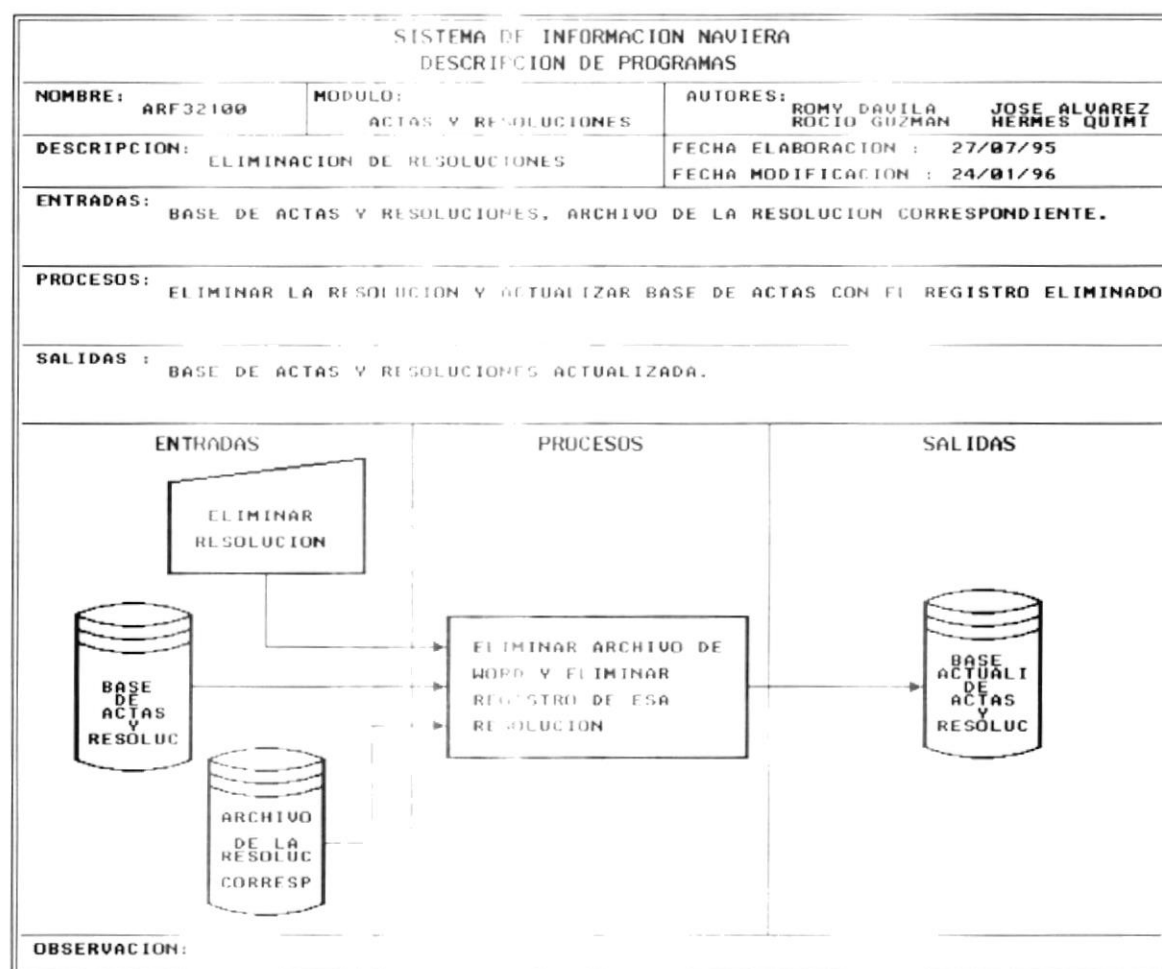 SISTEMA DE INFORMACION NAVIERA
DESCRIPCION DE PROGRAMAS
NOMBRE: ARF32100
MODULO: ACTAS Y RESOLUCIONES
AUTORES: ROMY DAVILA JOSE ALVAREZ
ROCIO GUZMAN HERMES QUIMI
DESCRIPCION: ELIMINACION DE RESOLUCIONES
FECHA ELABORACION : 27/07/95
FECHA MODIFICACION : 24/01/96
ENTRADAS: BASE DE ACTAS Y RESOLUCIONES, ARCHIVO DE LA RESOLUCION CORRESPONDIENTE.
PROCESOS: ELIMINAR LA RESOLUCION Y ACTUALIZAR BASE DE ACTAS CON EL REGISTRO ELIMINADO
SALIDAS : BASE DE ACTAS Y RESOLUCIONES ACTUALIZADA.
ENTRADAS PROCESOS SALIDAS
ELIMINAR
RESOLUCION
BASE
DE
ACTAS
Y
RESOLUC
ARCHIVO
DE LA
RESOLUC
CORRESP
ELIMINAR ARCHIVO DE
WORD Y ELIMINAR
REGISTRO DE ESA
RESOLUCION
BASE
ACTUALI
DE
ACTAS
Y
RESOLUC
OBSERVACION: